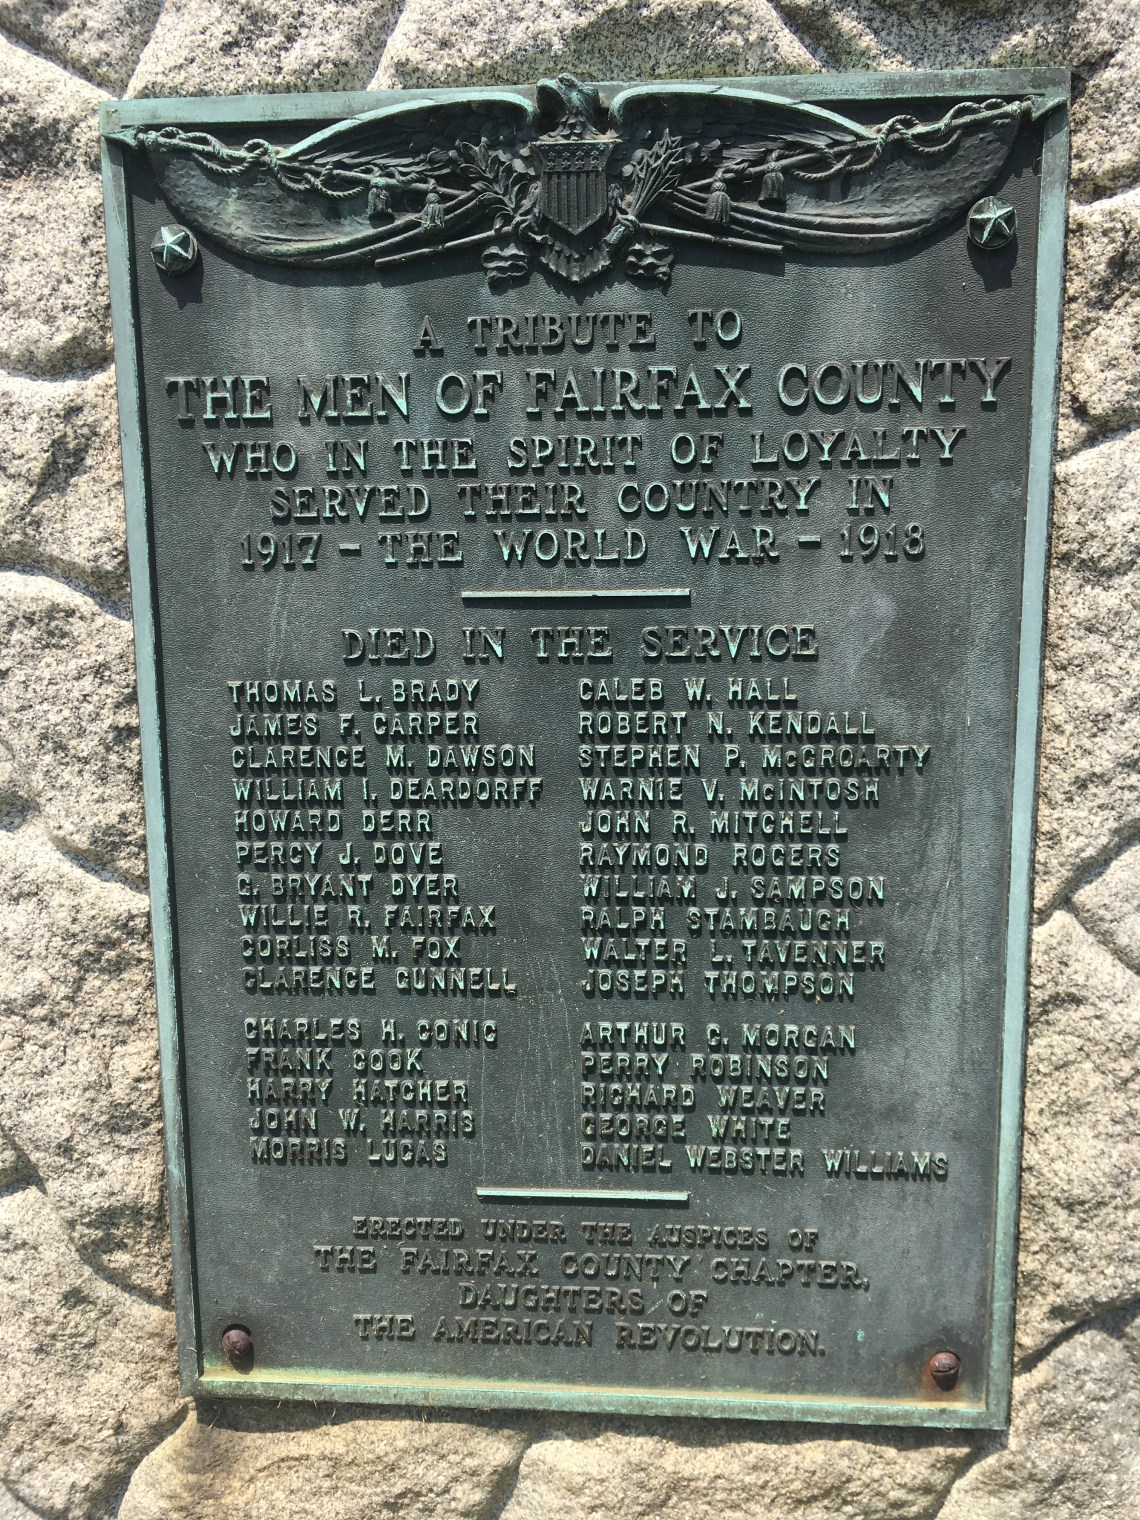 A TRIBUTE TO
THE MEN OF FAIRFAX COUNTY
WHO IN THE SPIRIT OF LOYALTY
SERVED THEIR COUNTRY IN
1917 – THE WORLD WAR – 1918
DIED IN THE SERVICE
THOMAS L. BRADY
JAMES F. CARPER
CLARENCE M. DAWSON
WILLIAM I. DEARDORFF
HOWARD DERR
PERCY J. DOVE
G. BRYANT DYER
WILLIE R. FAIRFAX
CORLISS M. FOX
CLARENCE GUNNELL
CALEB W. HALL
ROBERT N. KENDALL
STEPHEN P. McGROARTY
WARNIE V. McINTOSH
JOHN R. MITCHELL
RAYMOND ROGERS
WILLIAM J. SAMPSON
RALPH STAMBAUGH
WALTER L. TAVENNER
JOSEPH THOMPSON
CHARLES H. CONIC
FRANK COOK
HARRY HATCHER
JOHN W. HARRIS
MORRIS LUCAS
ARTHUR C. MORGAN
PERRY ROBINSON
RICHARD WEAVER
GEORGE WHITE
DANIEL WEBSTER WILLIAMS
ERECTED UNDER THE AUSPICES OF
THE FAIRFAX COUNTY CHAPTER,
DAUGHTERS OF
THE AMERICAN REVOLUTION.